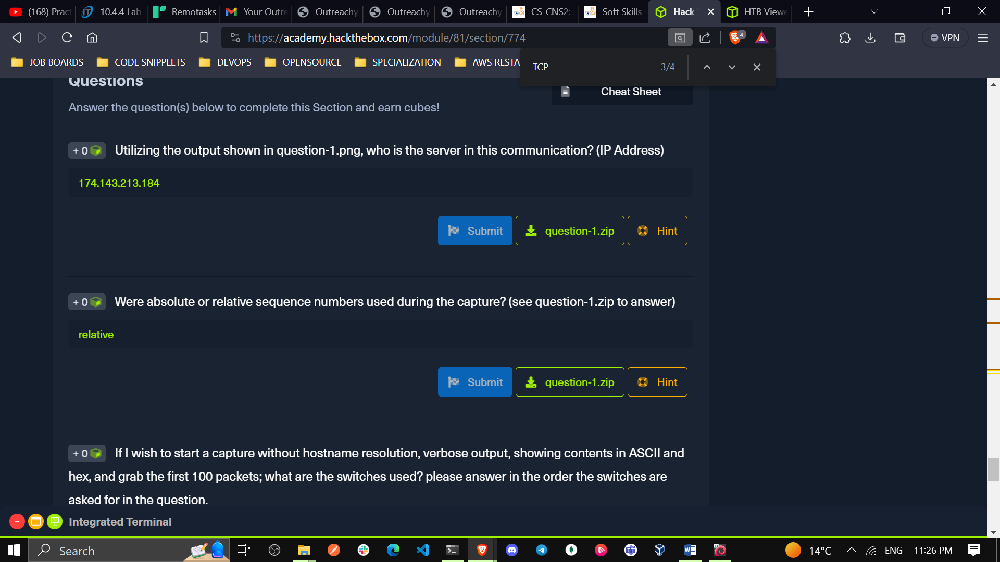 (168) Pract
10.4.4 Lab
Remotasks
Your Outre
Outreachy
Outreachy
Outreachy
CS-CNS2:
Soft Skills
Hack
HTB Viewe
https://academy.hackthebox.com/module/81/section/774
4
VPN
JOB BOARDS
CODE SNIPPLETS
DEVOPS
OPENSOURCE
SPECIALIZATION
AWS RESTA
TCP
3/4
Questions
Cheat Sheet
Answer the question(s) below to complete this Section and earn cubes!
+ 0 Utilizing the output shown in question-1.png, who is the server in this communication? (IP Address)
174.143.213.184
Submit
question-1.zip
Hint
+ 0 Were absolute or relative sequence numbers used during the capture? (see question-1.zip to answer)
relative
Submit
question-1.zip
Hint
+ 0 If I wish to start a capture without hostname resolution, verbose output, showing contents in ASCII and
hex, and grab the first 100 packets; what are the switches used? please answer in the order the switches are
asked for in the question.
Integrated Terminal
Search
14°C
ENG
11:26 PM